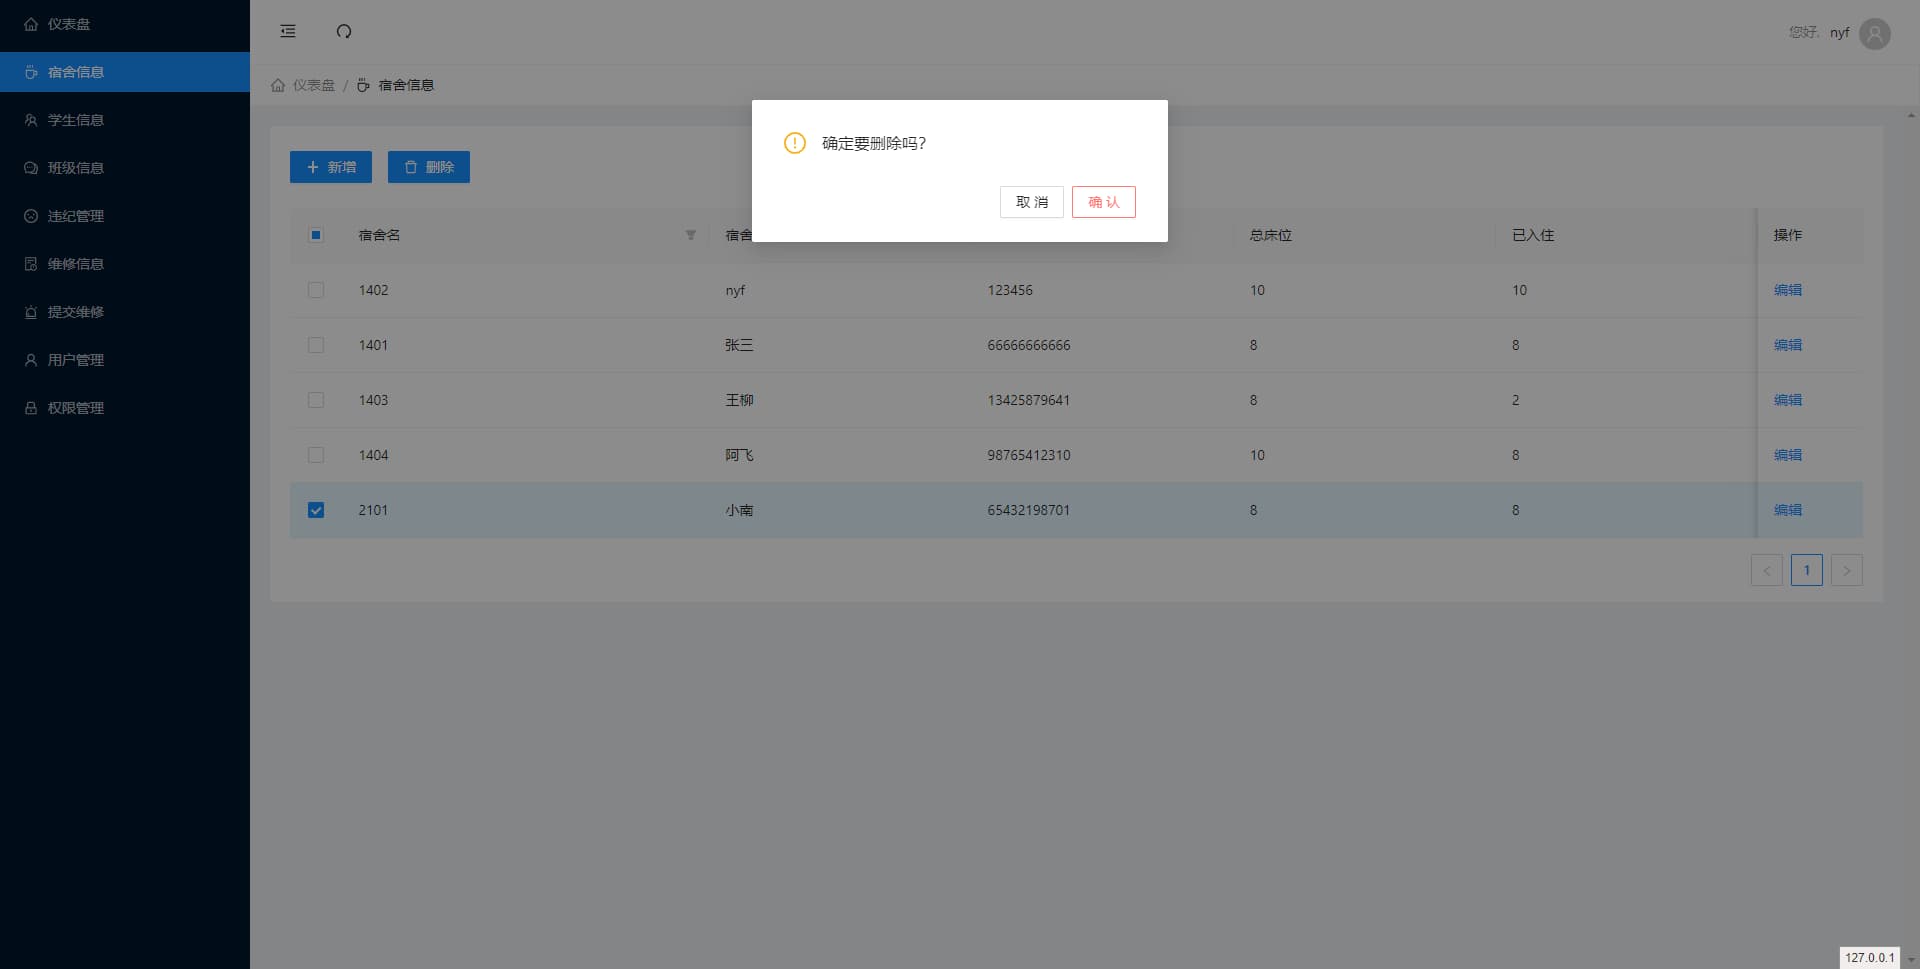 仪表盘
宿舍信息
学生信息
班级信息
违纪管理
维修信息
提交维修
用户管理
权限管理
您好, nyf
仪表盘 / 宿舍信息
确定要删除吗?
取 消 确 认
新增 删除
宿舍名 宿舍 总床位 已入住 操作
1402 nyf 123456 10 10 编辑
1401 张三 66666666666 8 8 编辑
1403 王柳 13425879641 8 2 编辑
1404 阿飞 98765412310 10 8 编辑
2101 小南 65432198701 8 8 编辑
< 1 >
127.0.0.1